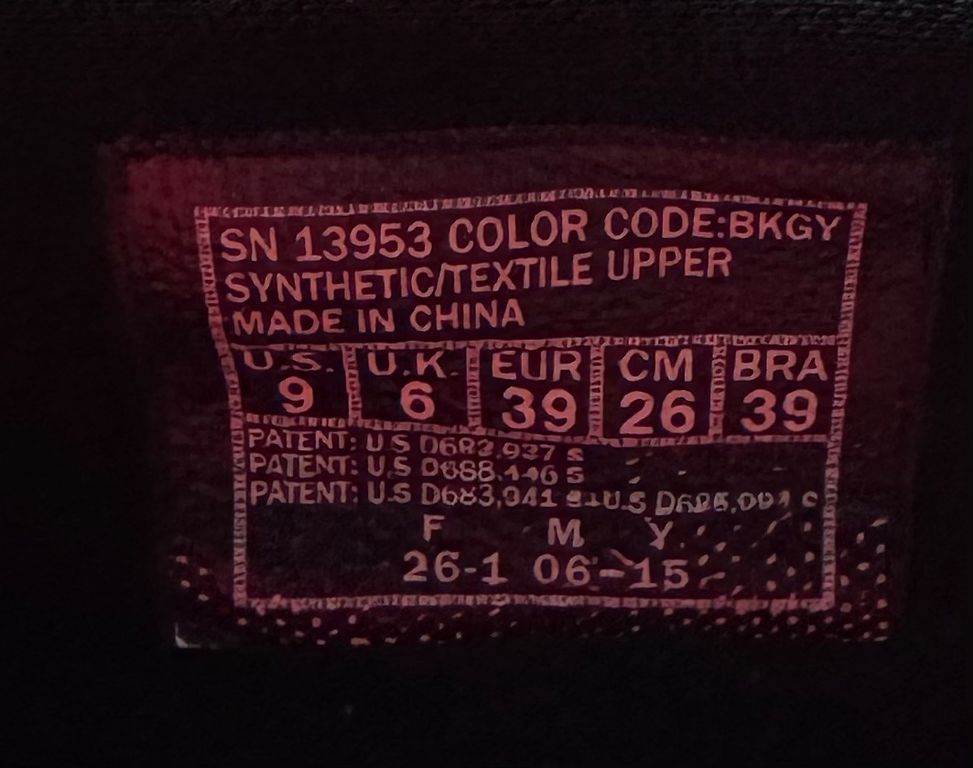 SN 13953 COLOR CODE:BKGY
SYNTHETIC/TEXTILE UPPER
MADE IN CHINA
U.S. U.K. EUR CM BRA
9 6 39 26 39
PATENT: U.S D683,937 S
PATENT: U.S D688,446 S
PATENT: U.S D683,941 S U.S
F M Y
26-1 06-15